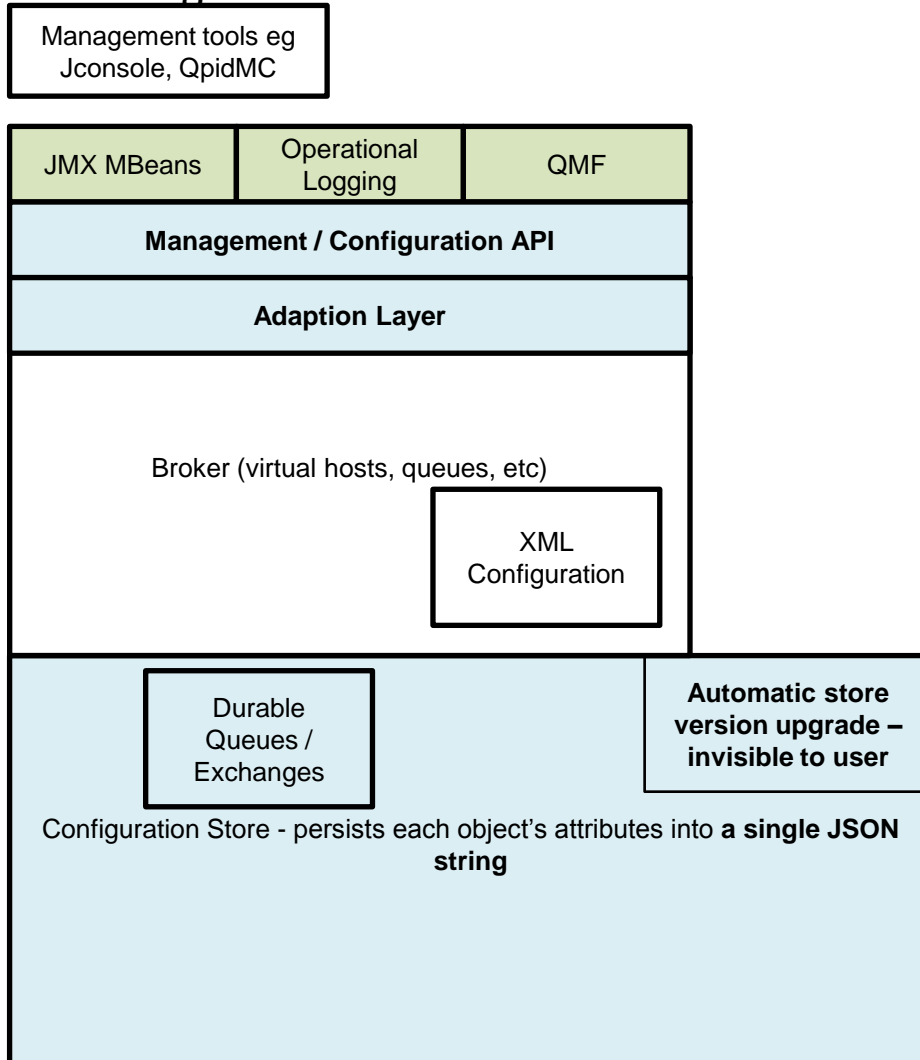 Management tools eg
Jconsole, QpidMC
JMX MBeans
Operational
Logging
QMF
Management / Configuration API
Adaption Layer
Broker (virtual hosts, queues, etc)
XML
Configuration
Durable
Queues /
Exchanges
Automatic store
version upgrade –
invisible to user
Configuration Store - persists each object’s attributes into a single JSON
string